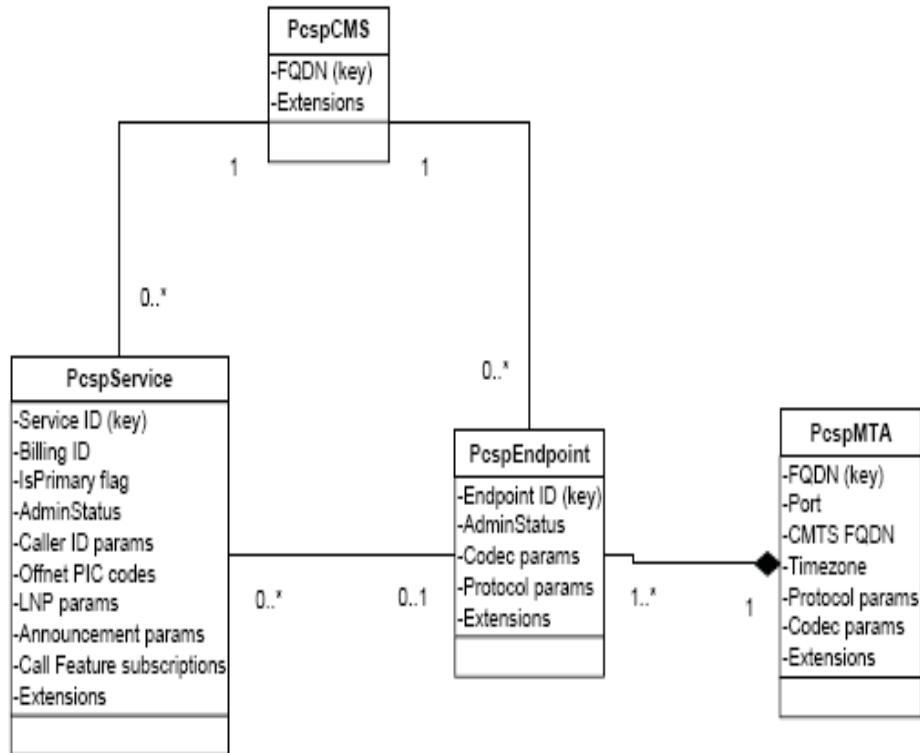 PcspCMS
-FQDN (key)
-Extensions
1
1
0..*
0..*
PcspService
-Service ID (key)
-Billing ID
-IsPrimary flag
-AdminStatus
-Caller ID params
-Offnet PIC codes
-LNP params
-Announcement params
-Call Feature subscriptions
-Extensions
0..*
0..1
PcspEndpoint
-Endpoint ID (key)
-AdminStatus
-Codec params
-Protocol params
-Extensions
1..*
1
PcspMTA
-FQDN (key)
-Port
-CMTS FQDN
-Timezone
-Protocol params
-Codec params
-Extensions